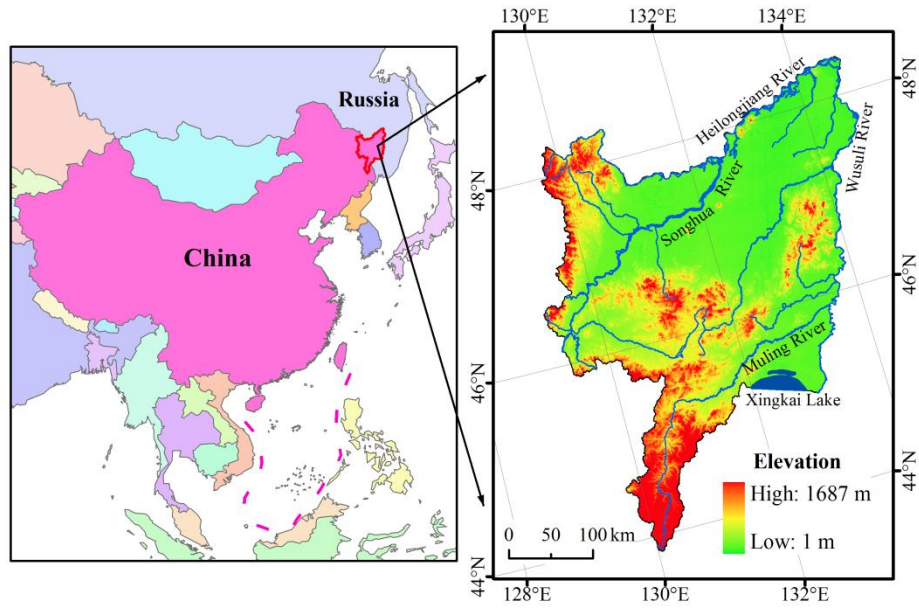 Russia
China
130°E
132°E
134°E
48°N
48°N
46°N
46°N
44°N
44°N
128°E
130°E
132°E
Heilongjiang River
Wusuli River
Songhua River
Muling River
Xingkai Lake
Elevation
High: 1687 m
Low: 1 m
0 50 100 km